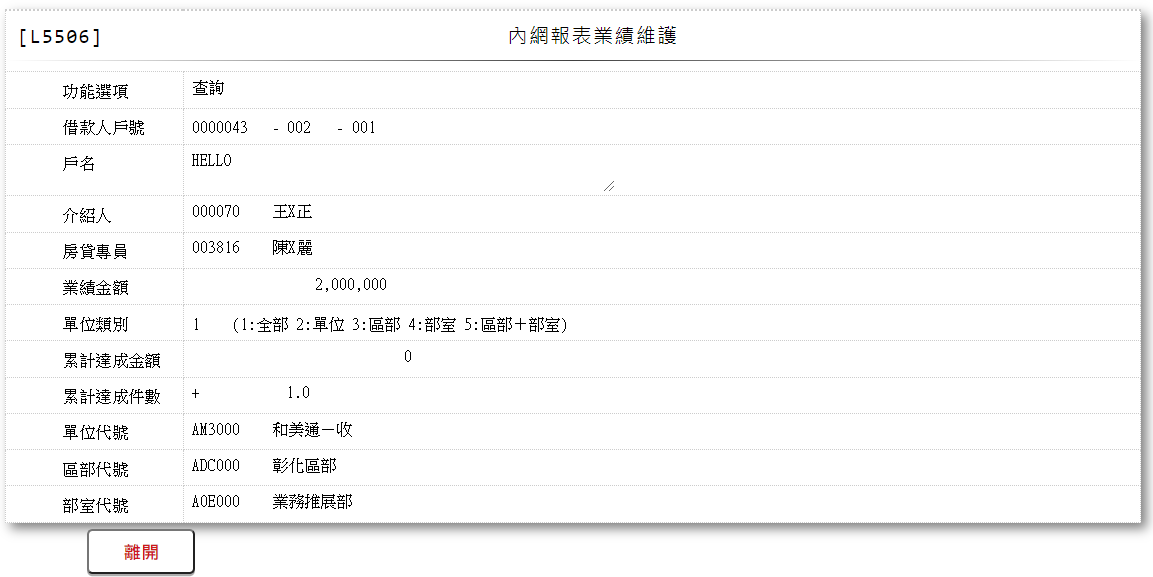 [L5506] 內網報表業績維護
功能選項 查詢
借款人戶號 0000043 - 002 - 001
戶名 HELLO
介紹人 000070 王X正
房貸專員 003816 陳X麗
業績金額 2,000,000
單位類別 1 (1:全部 2:單位 3:區部 4:部室 5:區部+部室)
累計達成金額 0
累計達成件數 + 1.0
單位代號 AM3000 和美通一收
區部代號 ADC000 彰化區部
部室代號 A0E000 業務推展部
離開